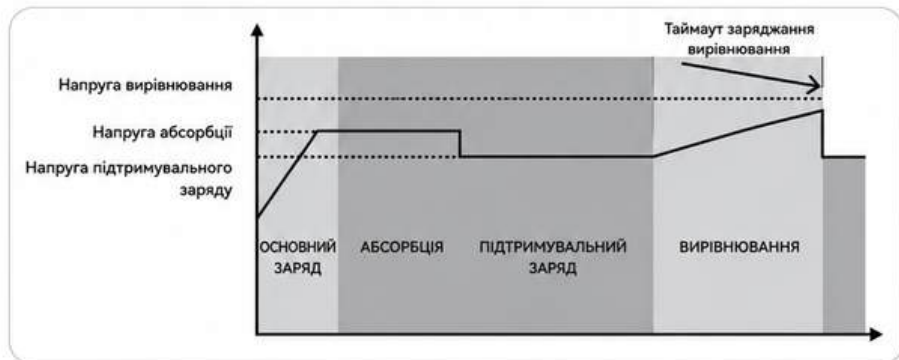 Таймаут заряджання
вирівнювання
Напруга вирівнювання
Напруга абсорбції
Напруга підтримувального
заряду
ОСНОВНИЙ
ЗАРЯД
АБСОРБЦІЯ
ПІДТРИМУВАЛЬНИЙ
ЗАРЯД
ВИРІВНЮВАННЯ